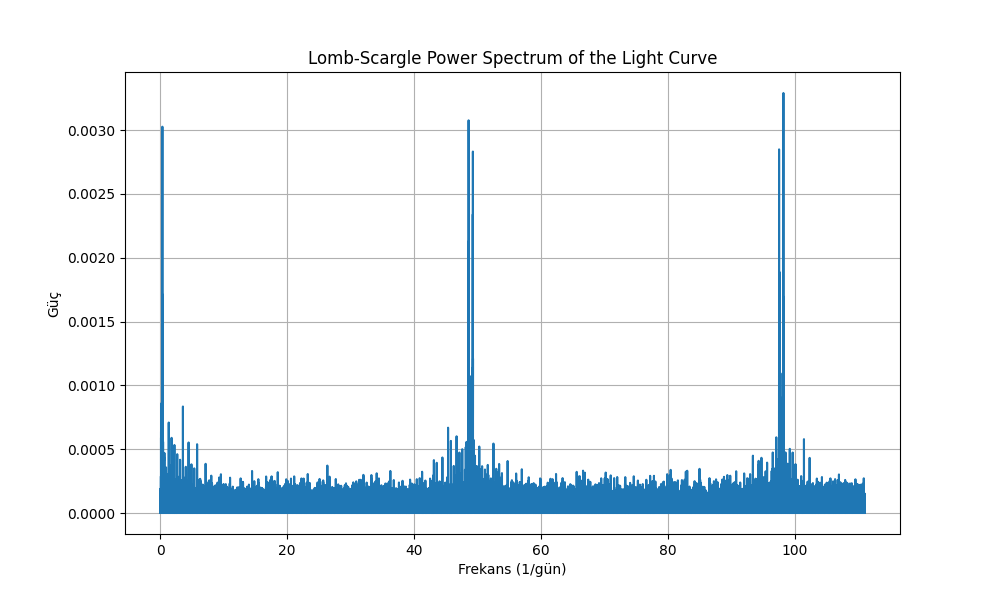 Lomb-Scargle Power Spectrum of the Light Curve
0.0030
0.0025
0.0020
0.0015
0.0010
0.0005
0.0000
Güç
0 20 40 60 80 100
Frekans (1/gün)